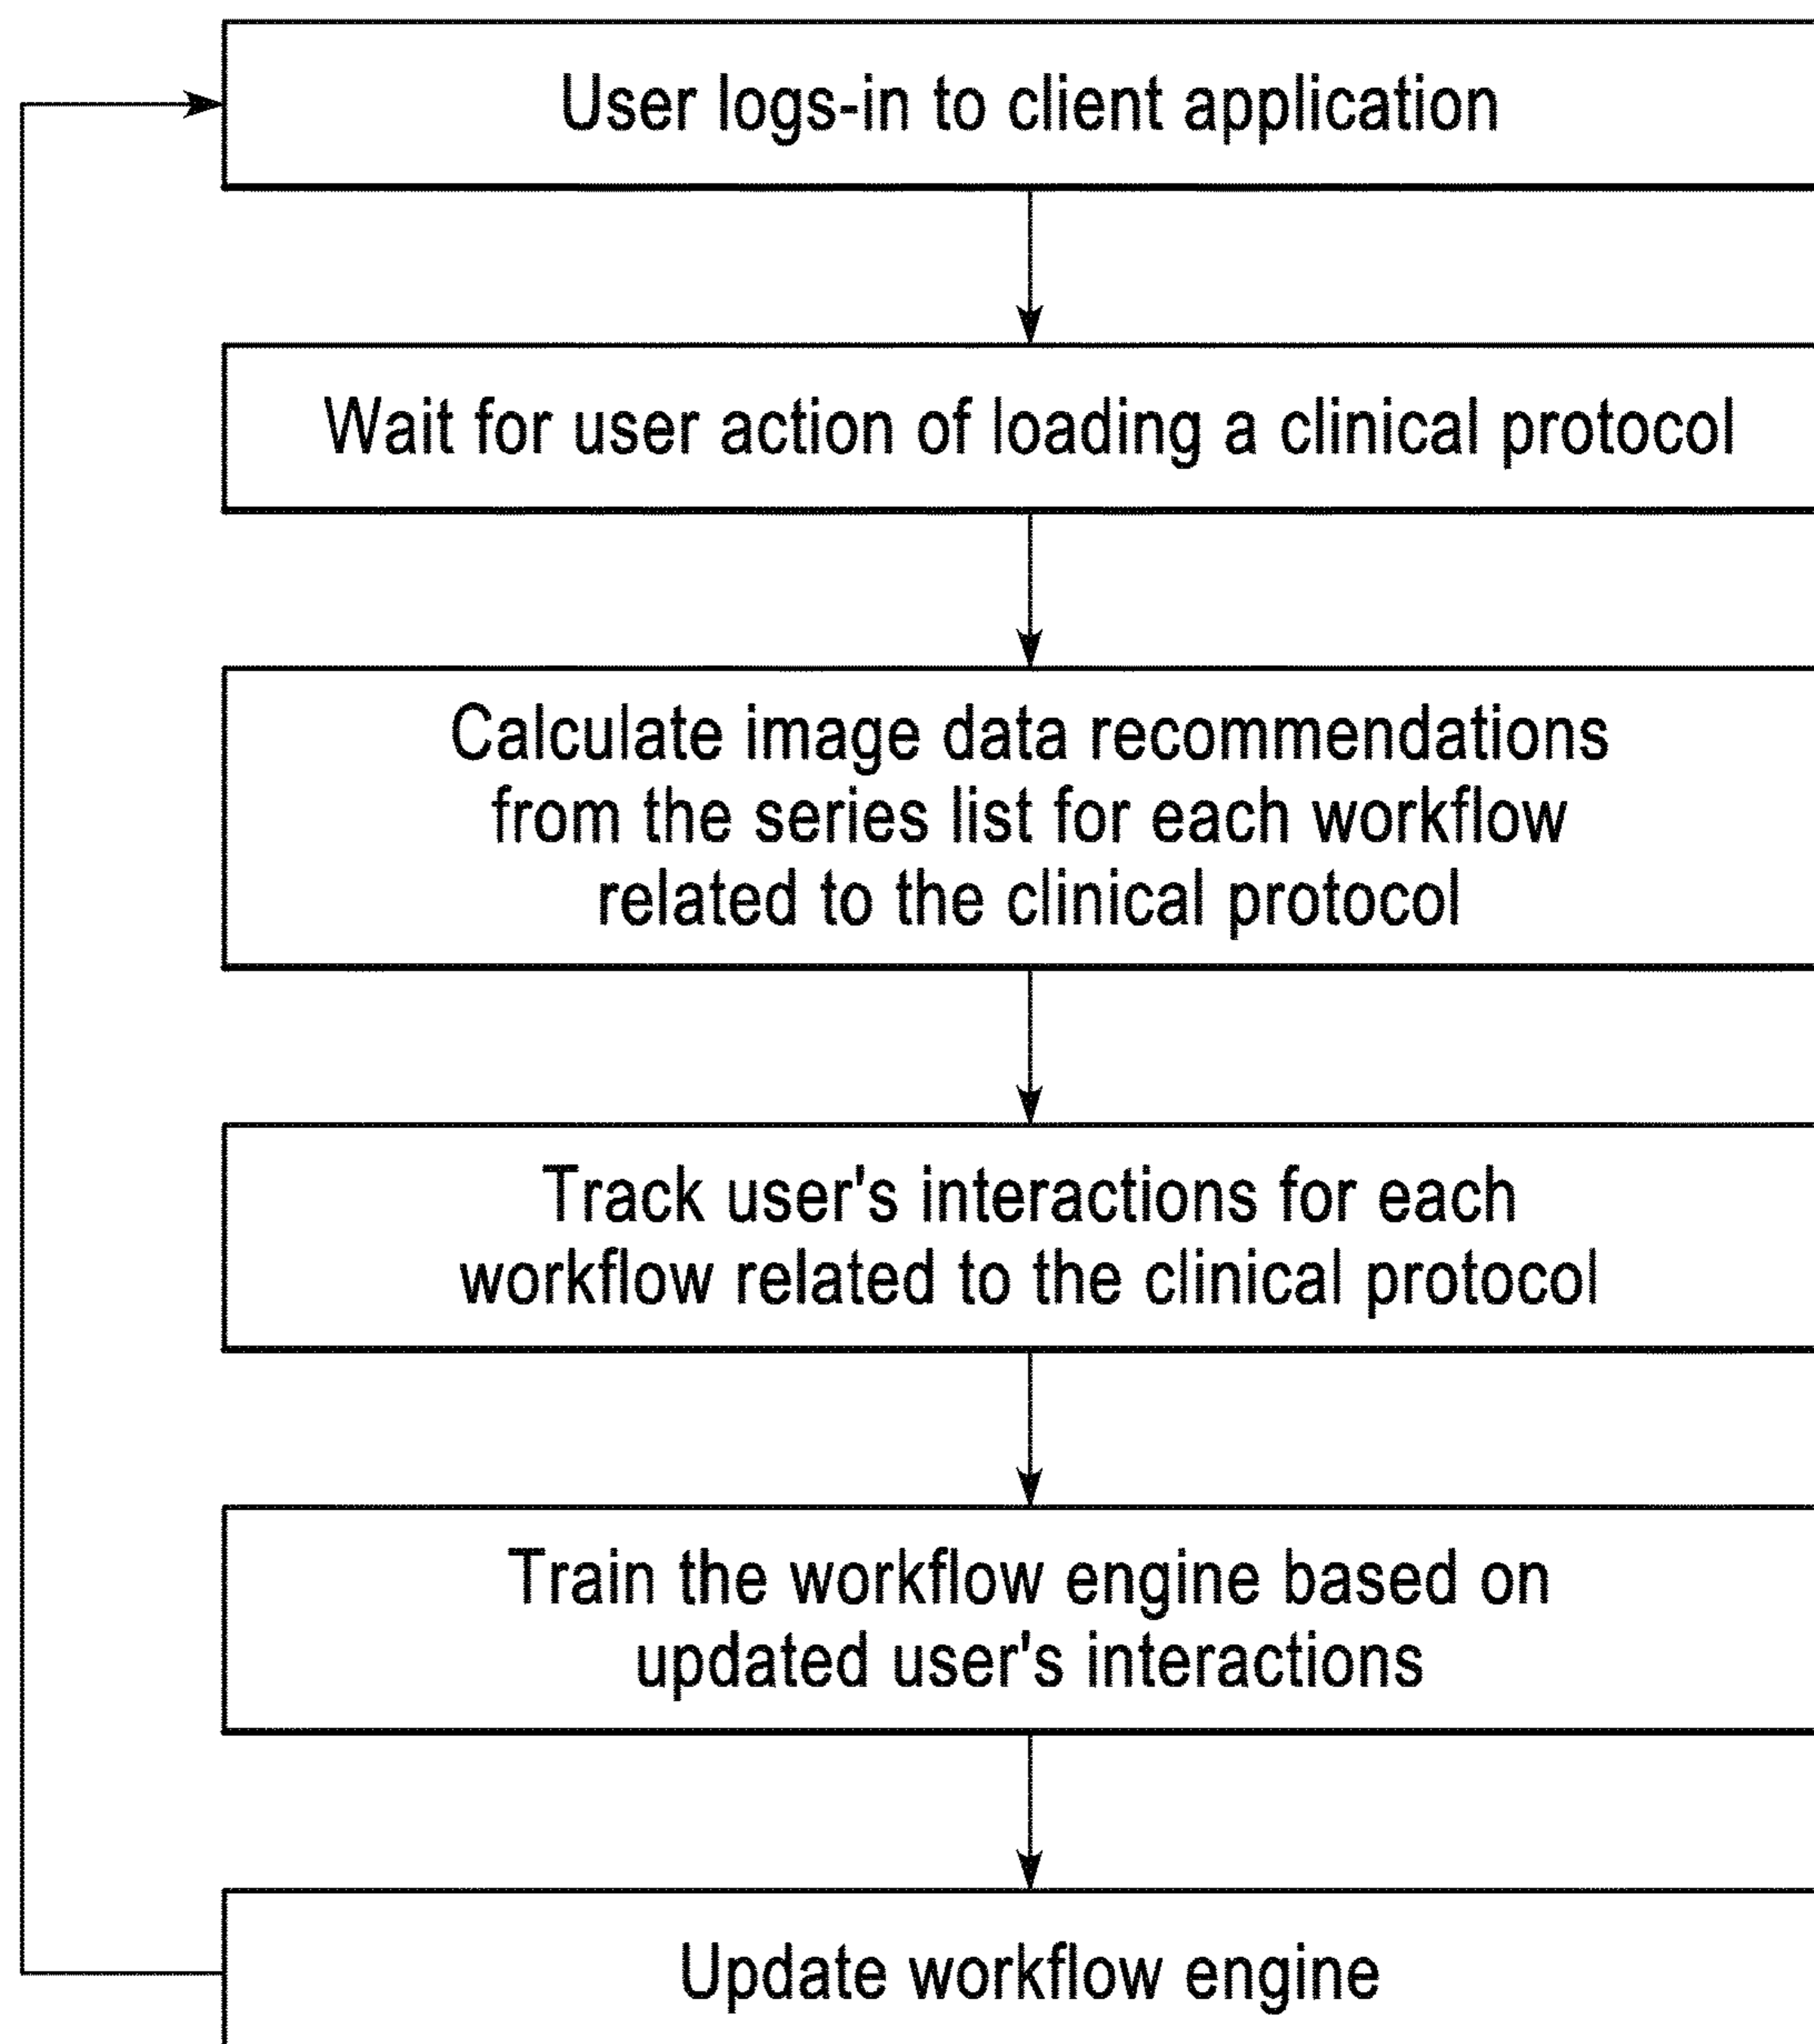 User logs-in to client application
Wait for user action of loading a clinical protocol
Calculate image data recommendations
from the series list for each workflow
related to the clinical protocol
Track user's interactions for each
workflow related to the clinical protocol
Train the workflow engine based on
updated user's interactions
Update workflow engine